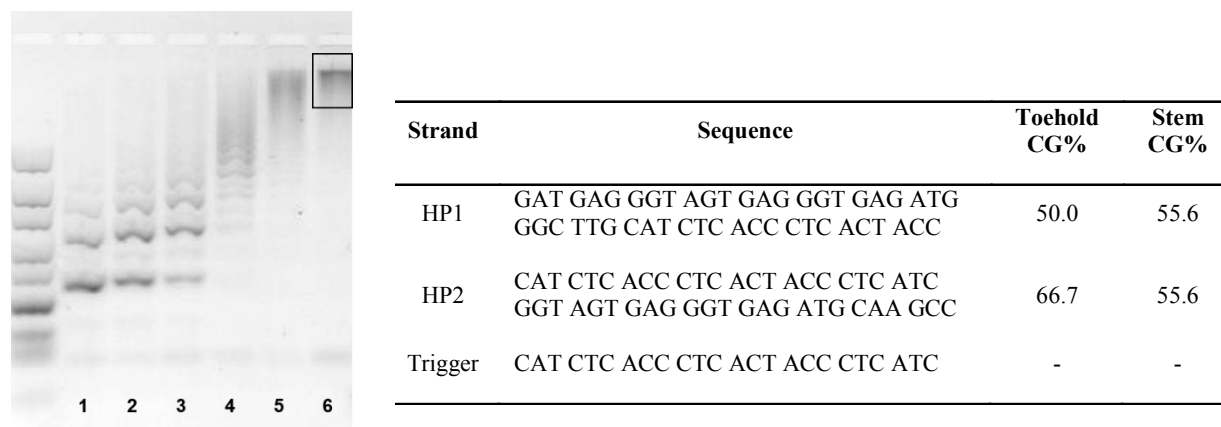 1 2 3 4 5 6
Strand Sequence Toehold CG% Stem CG%
HP1 GAT GAG GGT AGT GAG GGT GAG ATG 50.0 55.6
GGC TTG CAT CTC ACC CTC ACT ACC
HP2 CAT CTC ACC CTC ACT ACC CTC ATC 66.7 55.6
GGT AGT GAG GGT GAG ATG CAA GCC
Trigger CAT CTC ACC CTC ACT ACC CTC ATC - -